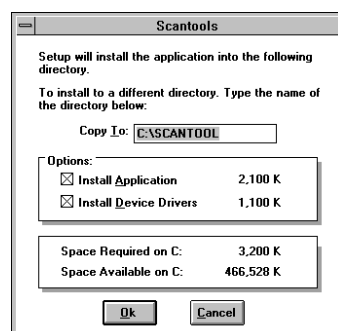 Scantools
Setup will install the application into the following
directory.
To install to a different directory. Type the name of
the directory below:
Copy To: C:\SCANTOOL
Options:
Install Application 2,100 K
Install Device Drivers 1,100 K
Space Required on C: 3,200 K
Space Available on C: 466,528 K
Ok Cancel